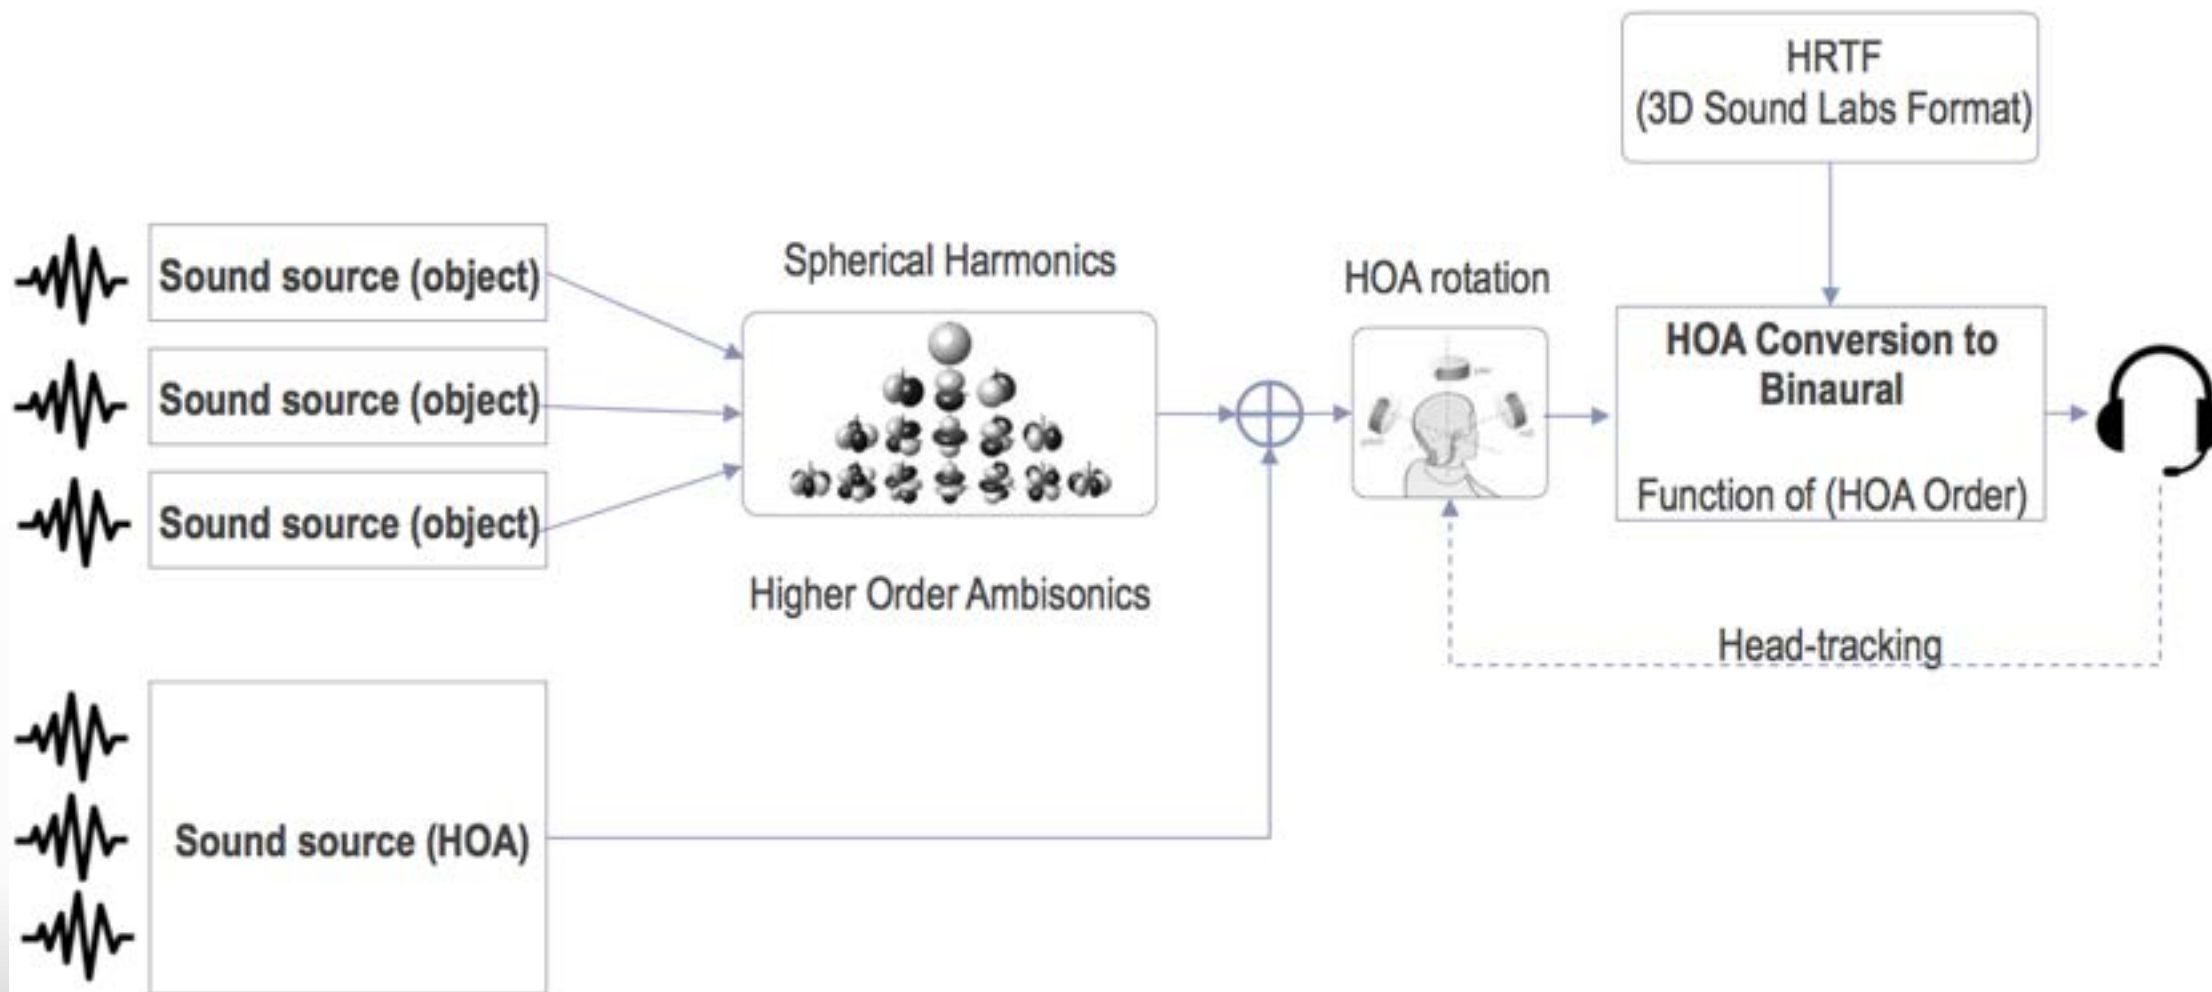 HRTF
(3D Sound Labs Format)
Sound source (object)
Sound source (object)
Sound source (object)
Spherical Harmonics
Higher Order Ambisonics
HOA rotation
HOA Conversion to
Binaural
Function of (HOA Order)
Head-tracking
Sound source (HOA)